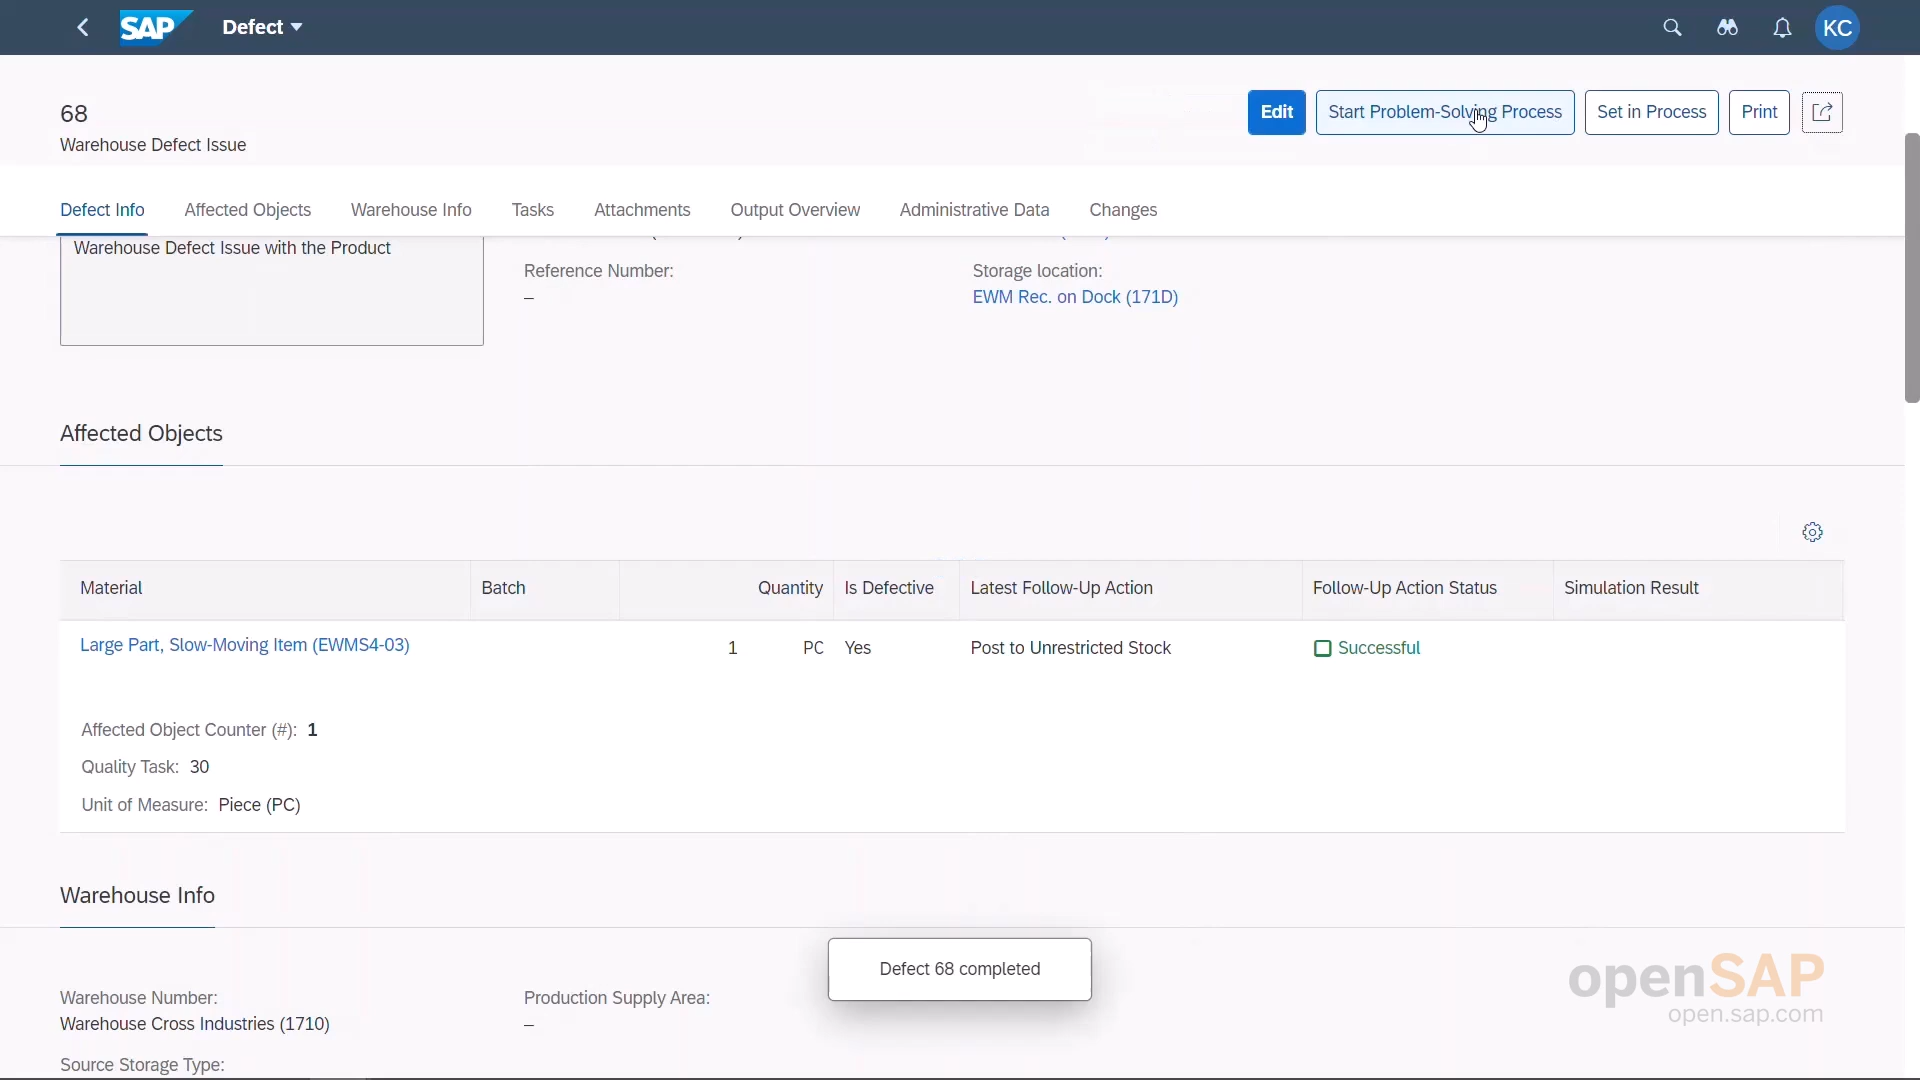 SAP
Defect
KC
68
Warehouse Defect Issue
Edit
Start Problem-Solving Process
Set in Process
Print
Defect Info
Affected Objects
Warehouse Info
Tasks
Attachments
Output Overview
Administrative Data
Changes
Warehouse Defect Issue with the Product
Reference Number:
–
Storage location:
EWM Rec. on Dock (171D)
Affected Objects
Material
Batch
Quantity
Is Defective
Latest Follow-Up Action
Follow-Up Action Status
Simulation Result
Large Part, Slow-Moving Item (EWMS4-03)
1 PC
Yes
Post to Unrestricted Stock
Successful
Affected Object Counter (#): 1
Quality Task: 30
Unit of Measure: Piece (PC)
Warehouse Info
Warehouse Number:
Warehouse Cross Industries (1710)
Production Supply Area:
–
Source Storage Type:
Defect 68 completed
openSAP
open.sap.com